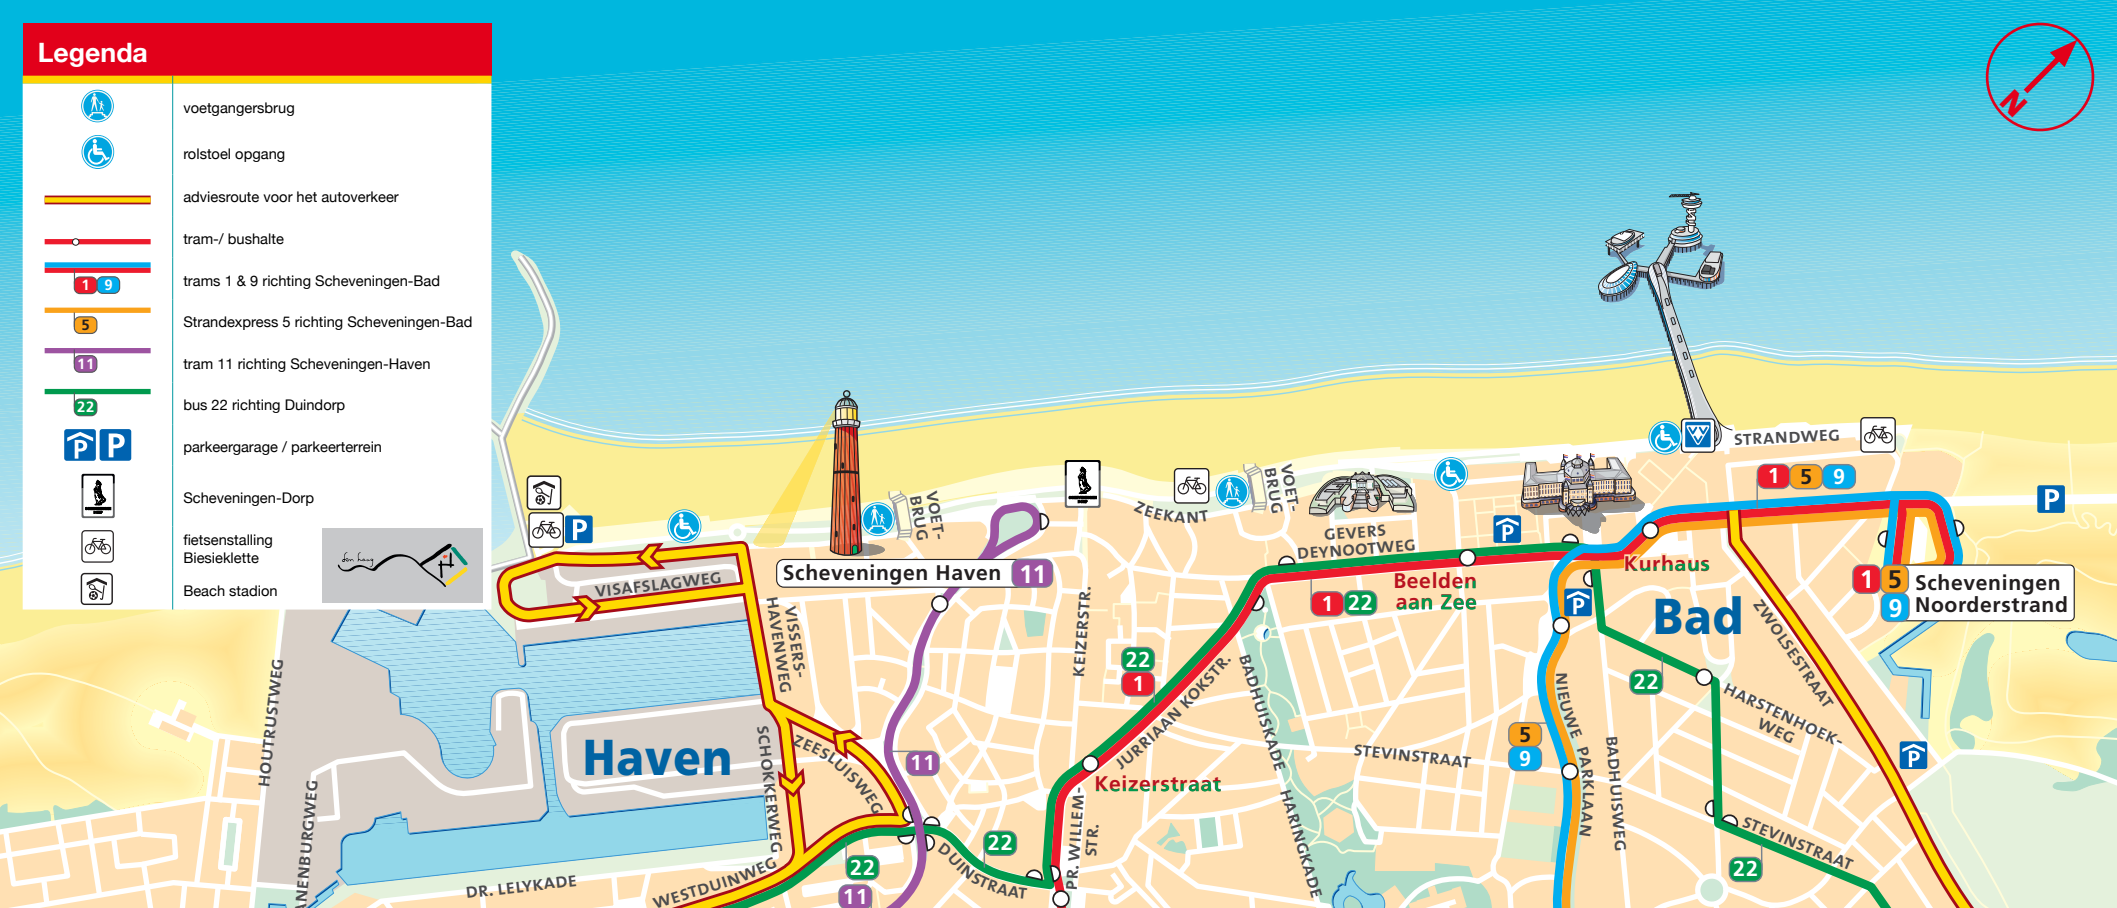 Legenda
voetgangersbrug
rolstoel opgang
adviesroute voor het autoverkeer
tram-/ bushalte
1 9
trams 1 & 9 richting Scheveningen-Bad
5
Strandexpress 5 richting Scheveningen-Bad
11
tram 11 richting Scheveningen-Haven
22
bus 22 richting Duindorp
P P
parkeergarage / parkeerterrein
Scheveningen-Dorp
fietsenstalling
Biesieklette
Beach stadion
den haag
N
STRANDWEG
1 5 9
P
VOET-
BRUG
ZEEKANT
VOET-
BRUG
P
GEVERS
DEYNOOTWEG
P
Scheveningen Haven 11
Kurhaus
Beelden
aan Zee
1 22
P
Bad
1 5 Scheveningen
9 Noorderstrand
VISAFSLAGWEG
VISSERS-
HAVENWEG
KEIZERSTR.
22
1
JURRIAAN KOKSTR.
BADHUISKADE
22
ZWOLSESTRAAT
HARSTENHOEK-
WEG
HOUTRUSTWEG
Haven
SCHOKKERWEG
ZEESLUISWEG
11
Keizerstraat
STEVINSTRAAT
5
9
NIEUWE PARKLAAN
BADHUISWEG
P
ANENBURGWEG
DR. LELYKADE
WESTDUINWEG
22
11
DUINSTRAAT
22
PR. WILLEM-
STR.
HARINGKADE
STEVINSTRAAT
22